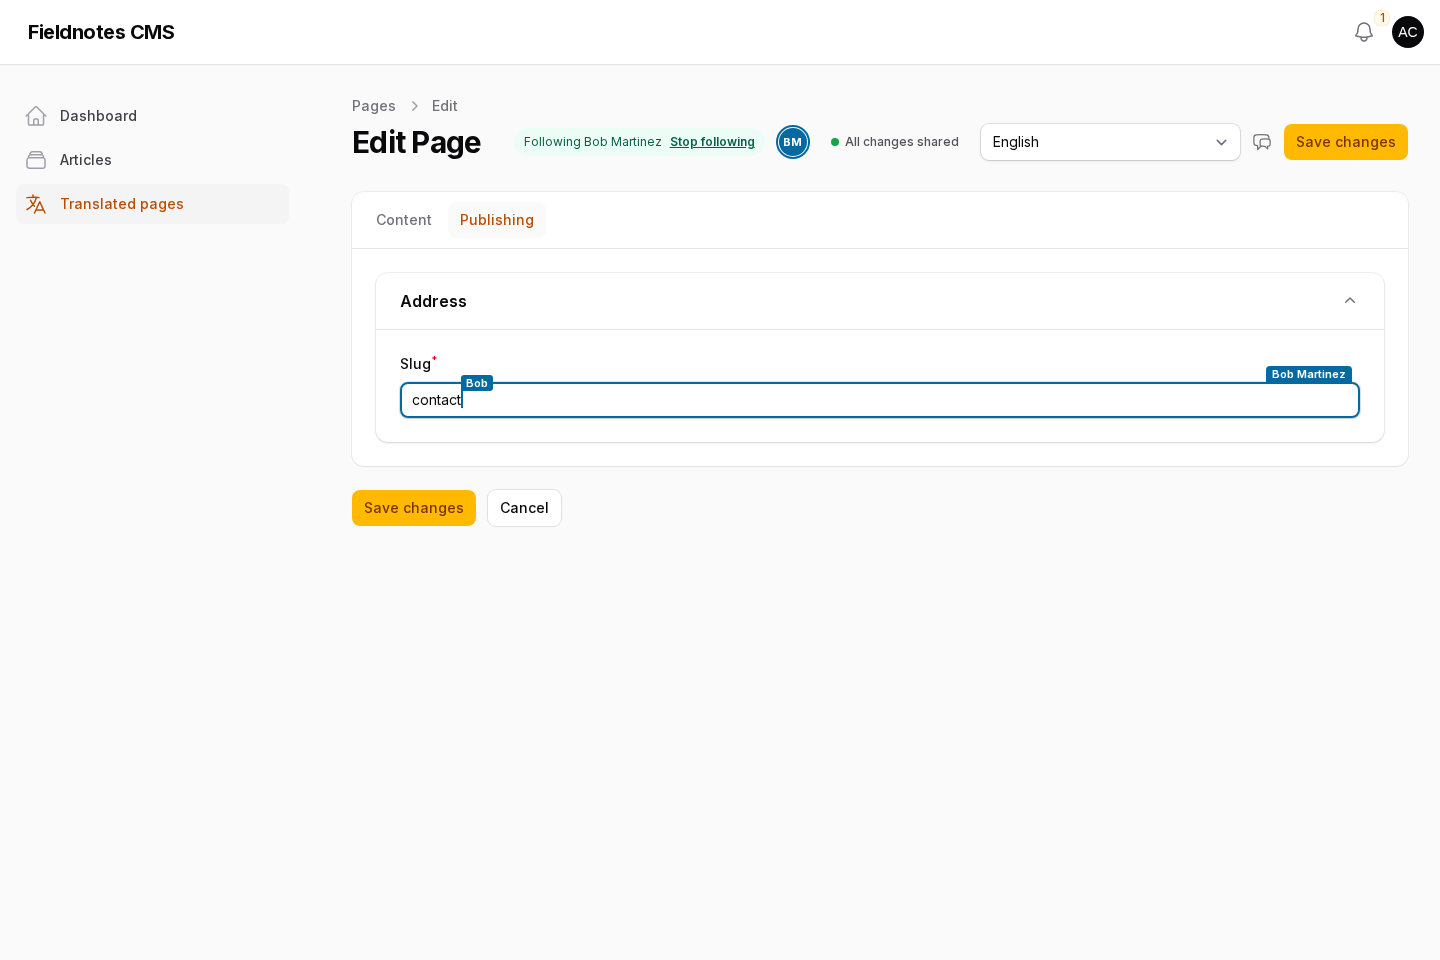 Fieldnotes CMS
1
AC
Dashboard
Articles
Translated pages
Pages
Edit
Edit Page
Following Bob Martinez Stop following
BM
All changes shared
English
Save changes
Content
Publishing
Address
Slug*
Bob
Bob Martinez
contact
Save changes
Cancel